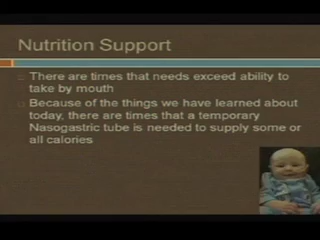 Nutrition Support
There are times that needs exceed ability to
take by mouth
Because of the things we have learned about
today, there are times that a temporary
Nasogastric tube is needed to supply some or
all calories